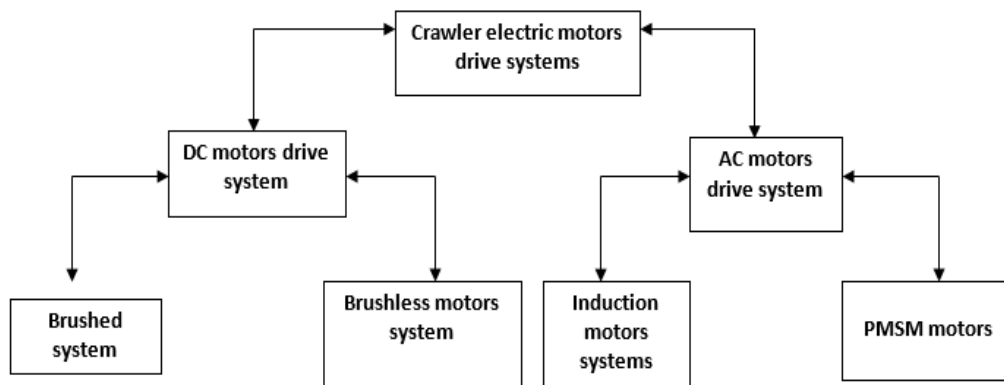 Crawler electric motors
drive systems
DC motors drive
system
AC motors
drive system
Brushed
system
Brushless motors
system
Induction
motors
systems
PMSM motors